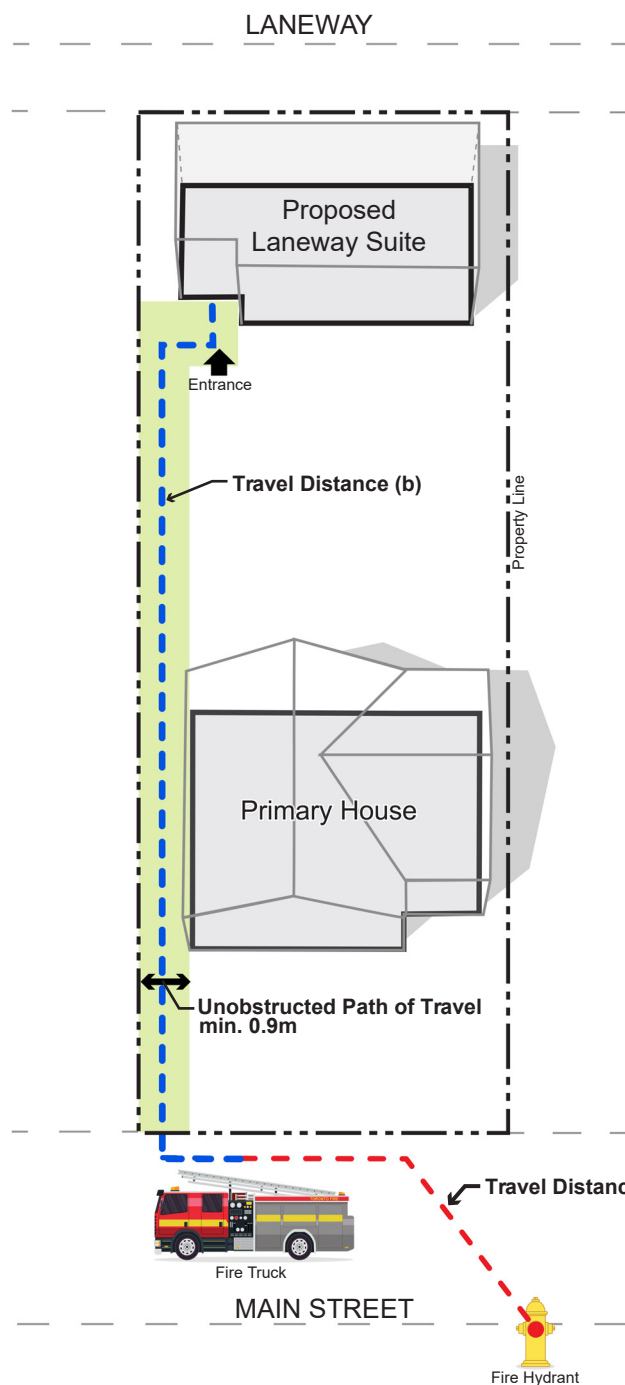 LANEWAY
Proposed
Laneway Suite
Entrance
Travel Distance (b)
Property Line
Primary House
Unobstructed Path of Travel
min. 0.9m
Travel Distanc
Fire Truck
MAIN STREET
Fire Hydrant